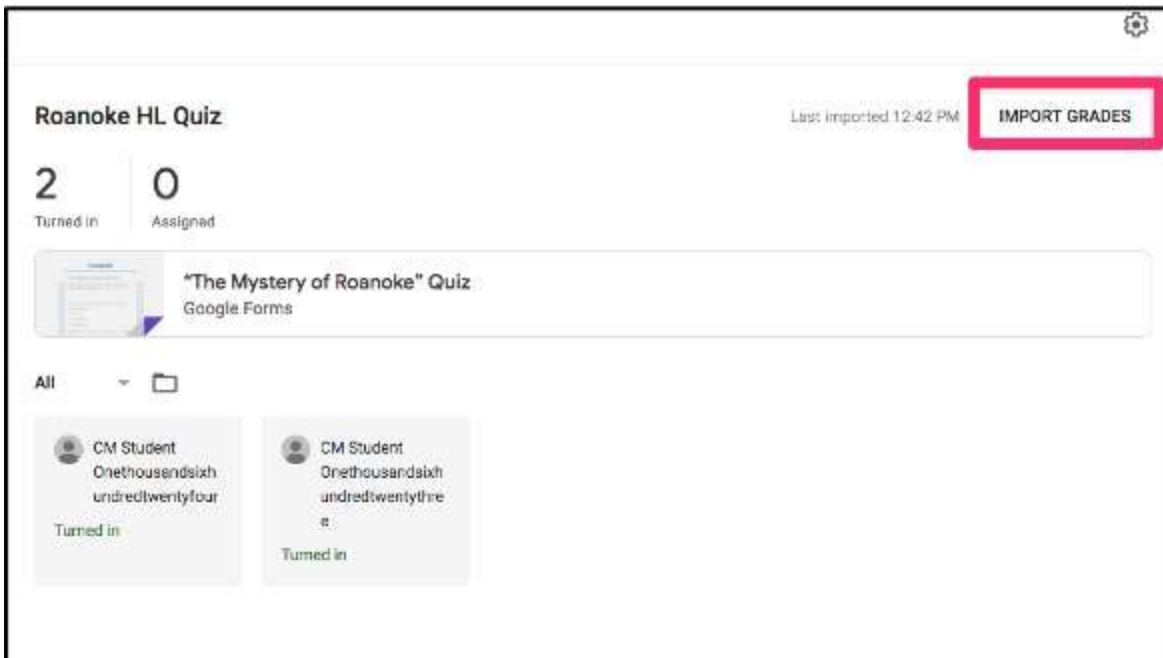 Roanoke HL Quiz
Last imported 12:42 PM
IMPORT GRADES
2
0
Turned in
Assigned
“The Mystery of Roanoke” Quiz
Google Forms
All
CM Student
Onethousandsixh
undredtwentyfour
Turned in
CM Student
Onethousandsixh
undredtwentythre
e
Turned in